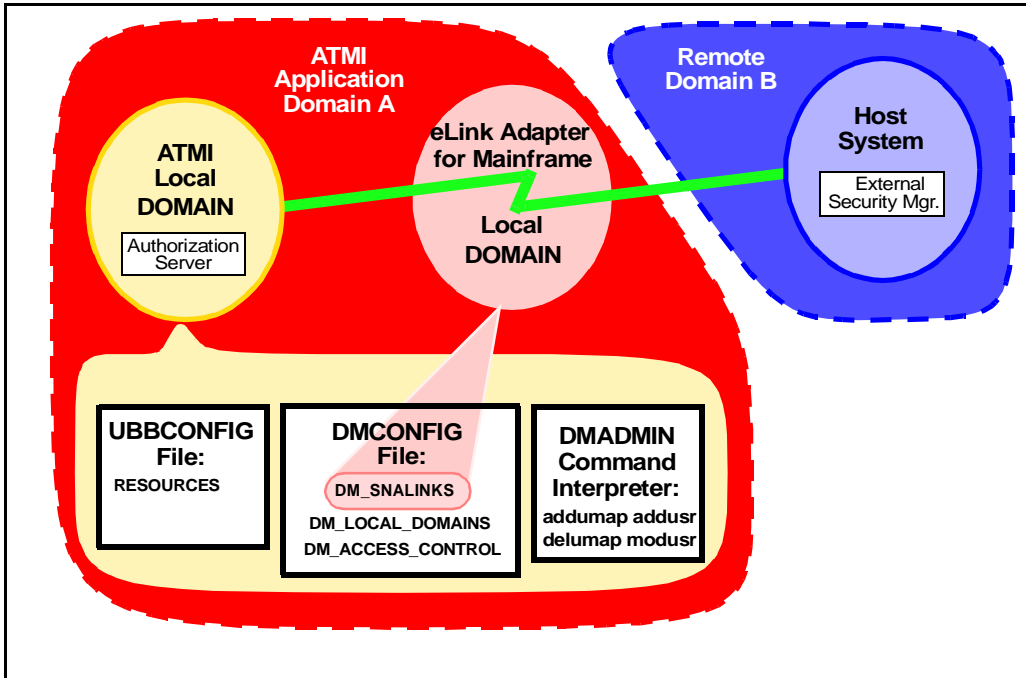 ATMI
Application
Domain A
Remote
Domain B
ATMI
Local
DOMAIN
Authorization
Server
eLink Adapter
for Mainframe
Local
DOMAIN
Host
System
External
Security Mgr.
UBBCONFIG
File:
RESOURCES
DMCONFIG
File:
DM_SNALINKS
DM_LOCAL_DOMAINS
DM_ACCESS_CONTROL
DMADMIN
Command
Interpreter:
addumap addusr
delumap modusr